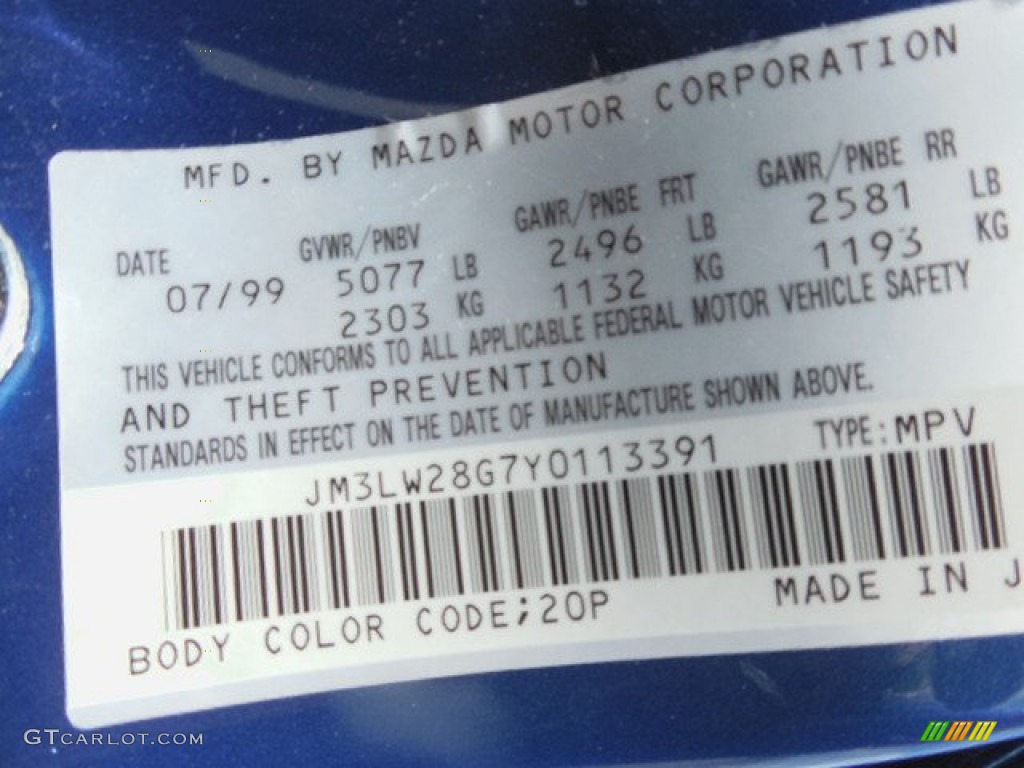 MFD. BY MAZDA MOTOR CORPORATION
DATE GVWR/PNBV GAWR/PNBE FRT GAWR/PNBE RR
07/99 5077 LB 2496 LB 2581 LB
2303 KG 1132 KG 1193 KG
THIS VEHICLE CONFORMS TO ALL APPLICABLE FEDERAL MOTOR VEHICLE SAFETY
AND THEFT PREVENTION
STANDARDS IN EFFECT ON THE DATE OF MANUFACTURE SHOWN ABOVE.
JM3LW28G7Y0113391 TYPE:MPV
BODY COLOR CODE;20P MADE IN J
GTCARLOT.COM